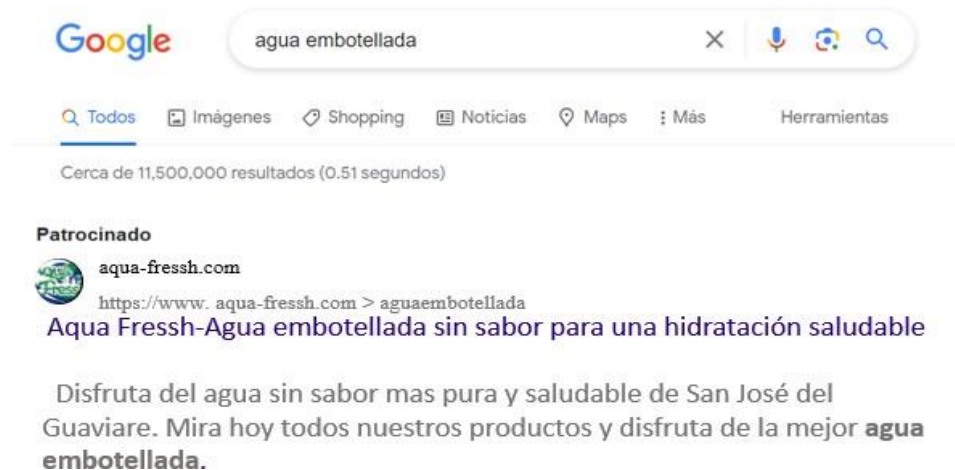 Google agua embotellada
Todos Imágenes Shopping Noticias Maps Más Herramientas
Cerca de 11,500,000 resultados (0.51 segundos)
Patrocinado
aqua-fressh.com
https://www. aqua-fressh.com > aguaembotellada
Aqua Fressh-Agua embotellada sin sabor para una hidratación saludable
Disfruta del agua sin sabor mas pura y saludable de San José del
Guaviare. Mira hoy todos nuestros productos y disfruta de la mejor agua
embotellada.